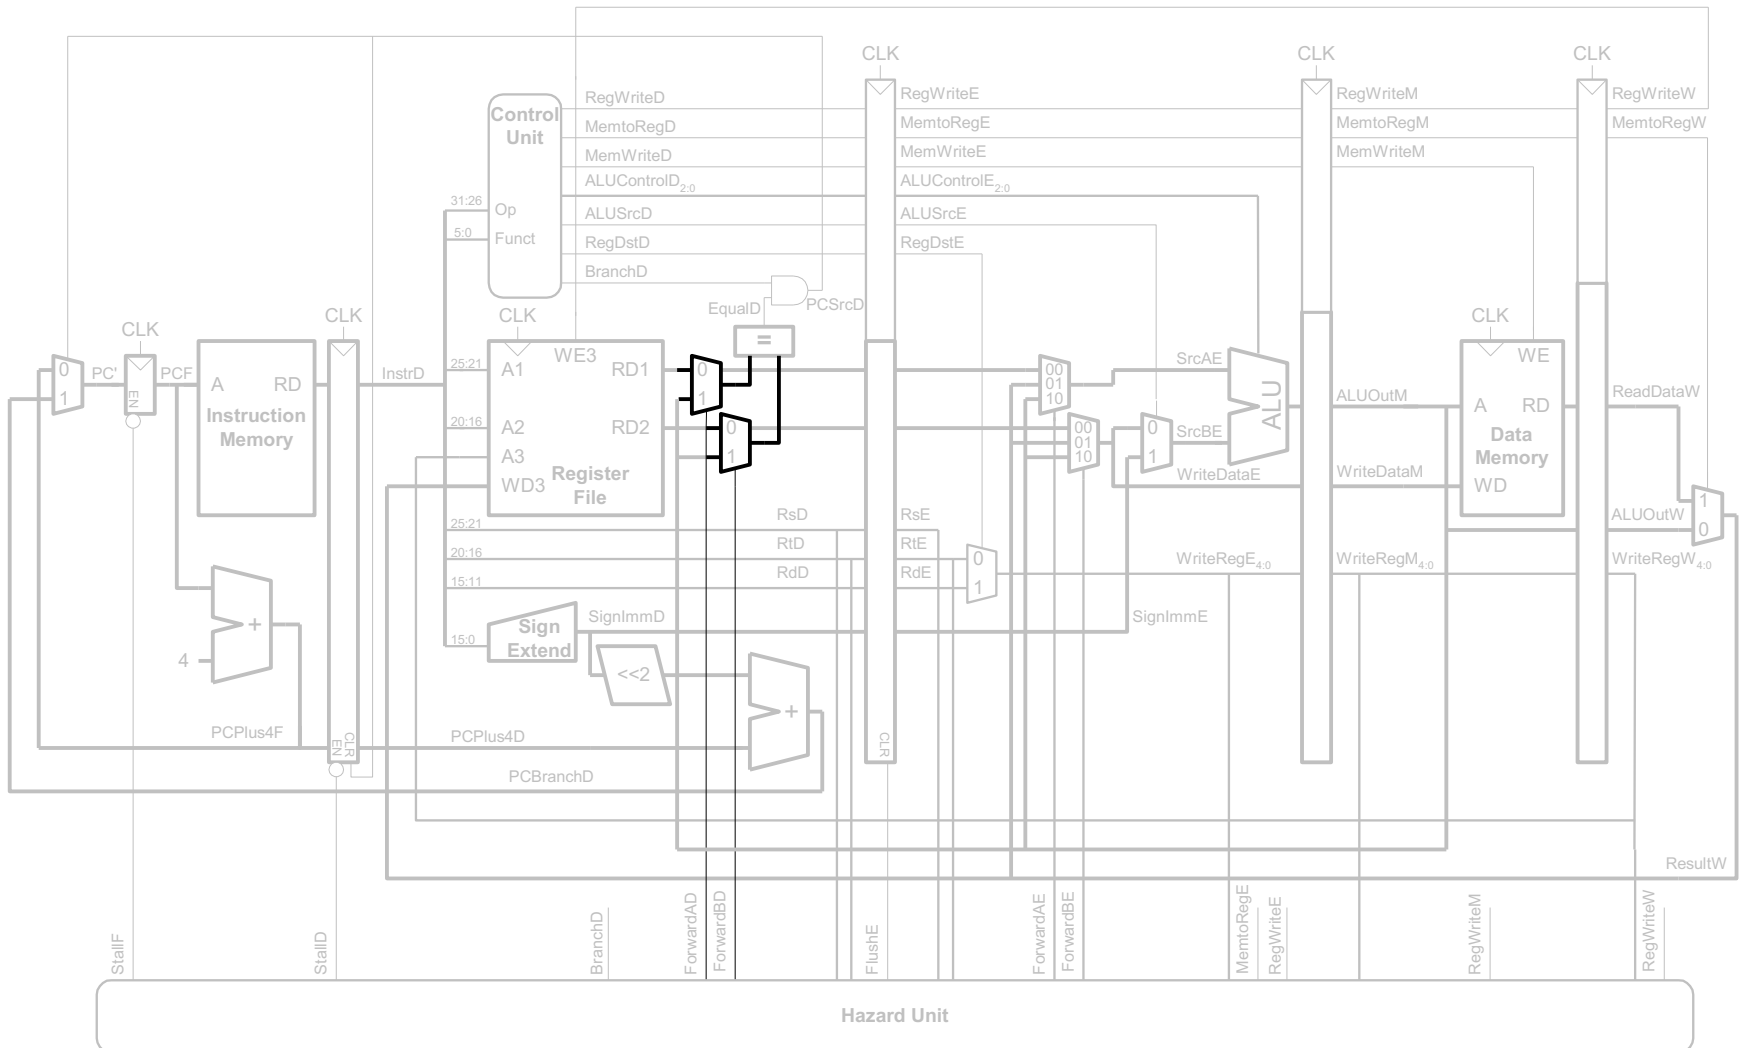 CLK
CLK
CLK
Control
Unit
RegWriteD
MemtoRegD
MemWriteD
ALUControlD2:0
ALUSrcD
RegDstD
BranchD
RegWriteE
MemtoRegE
MemWriteE
ALUControlE2:0
ALUSrcE
RegDstE
RegWriteM
MemtoRegM
MemWriteM
RegWriteW
MemtoRegW
31:26
Op
5:0
Funct
EqualD
PCSrcD
=
CLK
CLK
CLK
CLK
0
1
PC'
EN
PCF
A
RD
Instruction
Memory
InstrD
25:21
A1
WE3
RD1
20:16
A2
RD2
A3
WD3
Register
File
0
1
0
1
00
01
10
00
01
10
0
1
SrcAE
SrcBE
ALU
WriteDataE
ALUOutM
WriteDataM
A
RD
WE
Data
Memory
WD
ReadDataW
1
0
ALUOutW
25:21
RsD
RsE
20:16
RtD
RtE
15:11
RdD
RdE
0
1
WriteRegE4:0
WriteRegM4:0
WriteRegW4:0
15:0
Sign
Extend
SignImmD
SignImmE
<<2
+
4
+
PCPlus4F
EN
CLR
PCPlus4D
CLR
PCBranchD
ResultW
StallF
StallD
BranchD
ForwardAD
ForwardBD
FlushE
ForwardAE
ForwardBE
MemtoRegE
RegWriteE
RegWriteM
RegWriteW
Hazard Unit